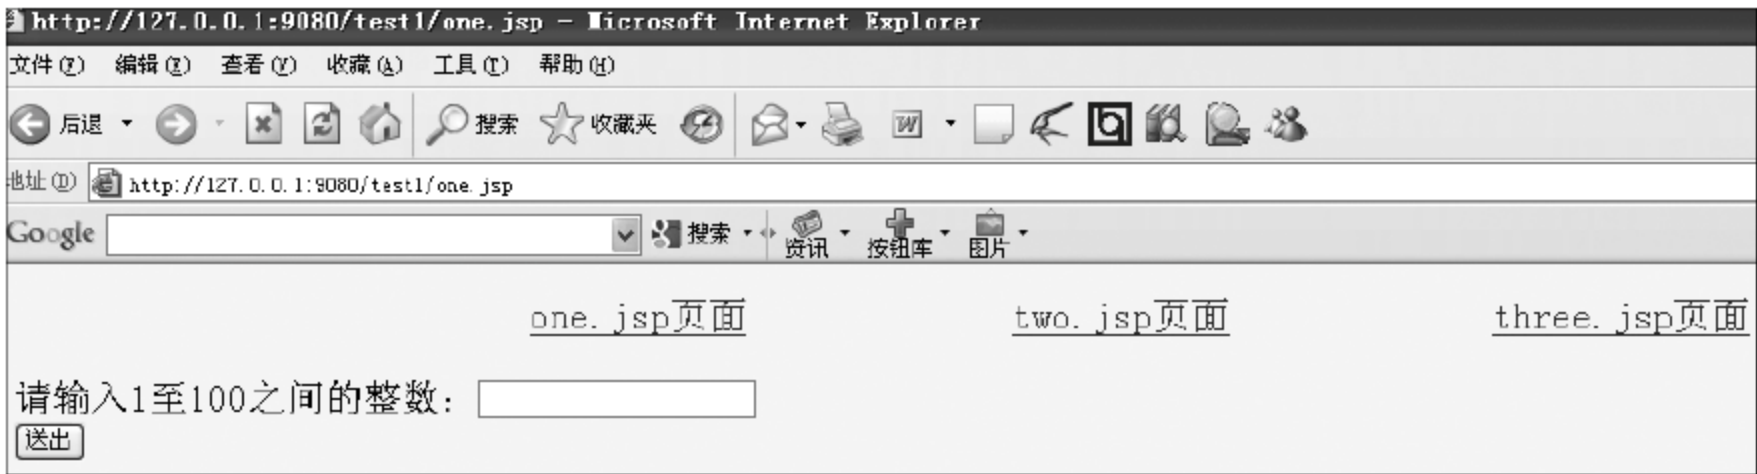 http://127.0.0.1:9080/test1/one.jsp - Microsoft Internet Explorer
文件(F) 编辑(E) 查看(V) 收藏(A) 工具(T) 帮助(H)
后退 搜索 收藏夹
地址(D) http://127.0.0.1:9080/test1/one.jsp
Google 搜索 资讯 按钮库 图片
one.jsp页面 two.jsp页面 three.jsp页面
请输入1至100之间的整数:
送出